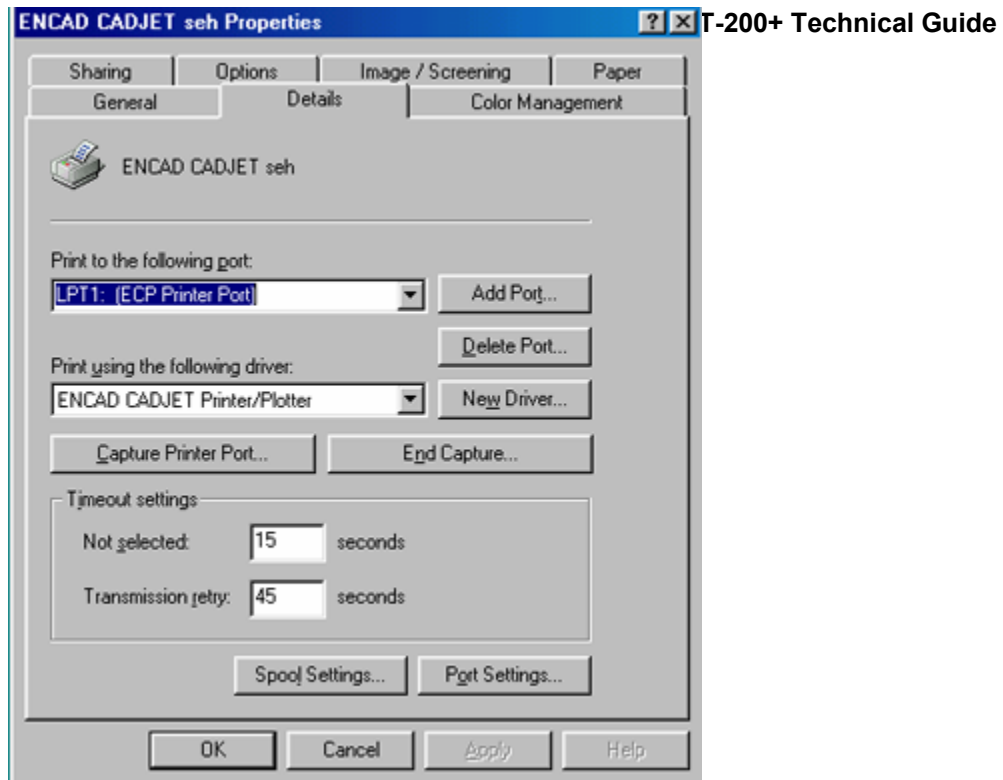 ENCAD CADJET seh Properties
T-200+ Technical Guide
Sharing Options Image / Screening Paper
General Details Color Management
ENCAD CADJET seh
Print to the following port:
LPT1: (ECP Printer Port) Add Port...
Delete Port...
Print using the following driver:
ENCAD CADJET Printer/Plotter New Driver...
Capture Printer Port... End Capture...
Timeout settings
Not selected: 15 seconds
Transmission retry: 45 seconds
Spool Settings... Port Settings...
OK Cancel Apply Help